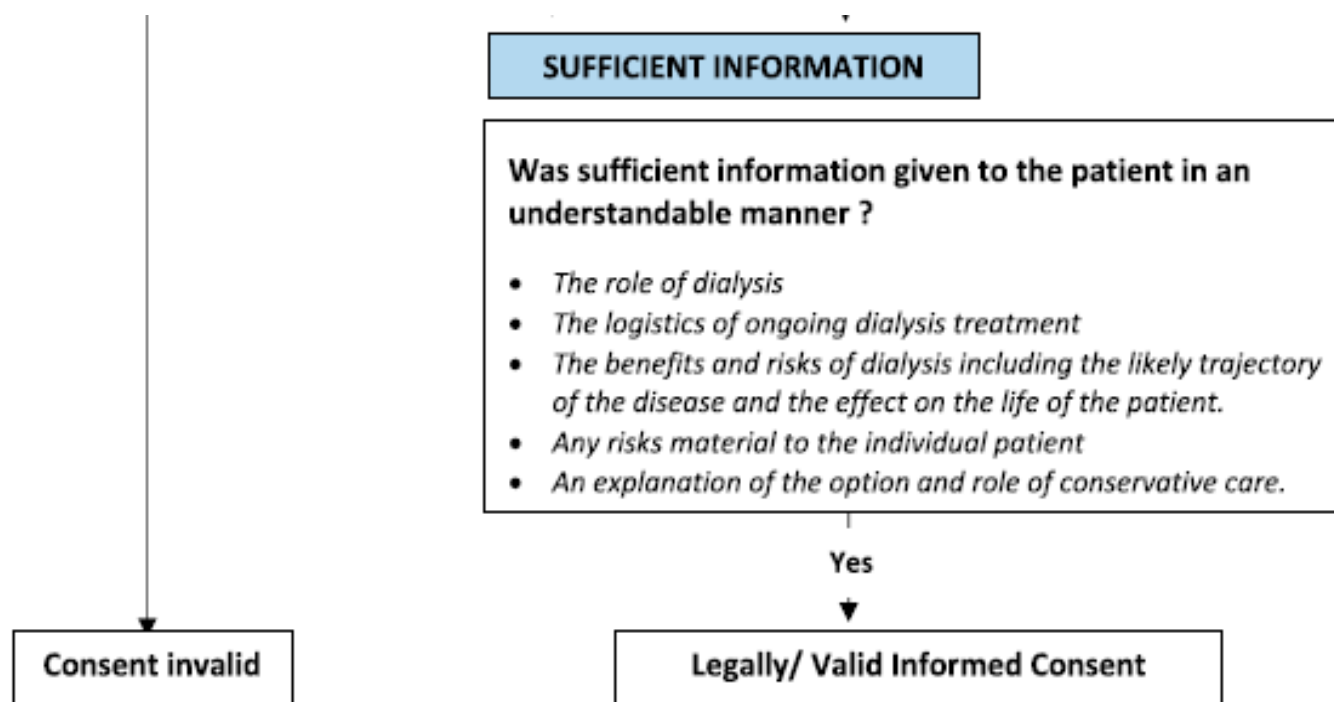 SUFFICIENT INFORMATION
Was sufficient information given to the patient in an
understandable manner ?
• The role of dialysis
• The logistics of ongoing dialysis treatment
• The benefits and risks of dialysis including the likely trajectory
of the disease and the effect on the life of the patient.
• Any risks material to the individual patient
• An explanation of the option and role of conservative care.
Yes
Consent invalid
Legally/ Valid Informed Consent